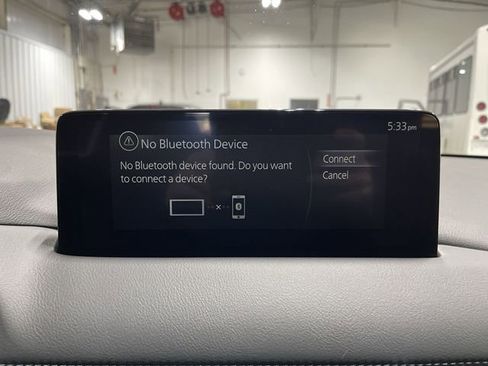 5:33 pm
No Bluetooth Device
No Bluetooth device found. Do you want
to connect a device?
Connect
Cancel